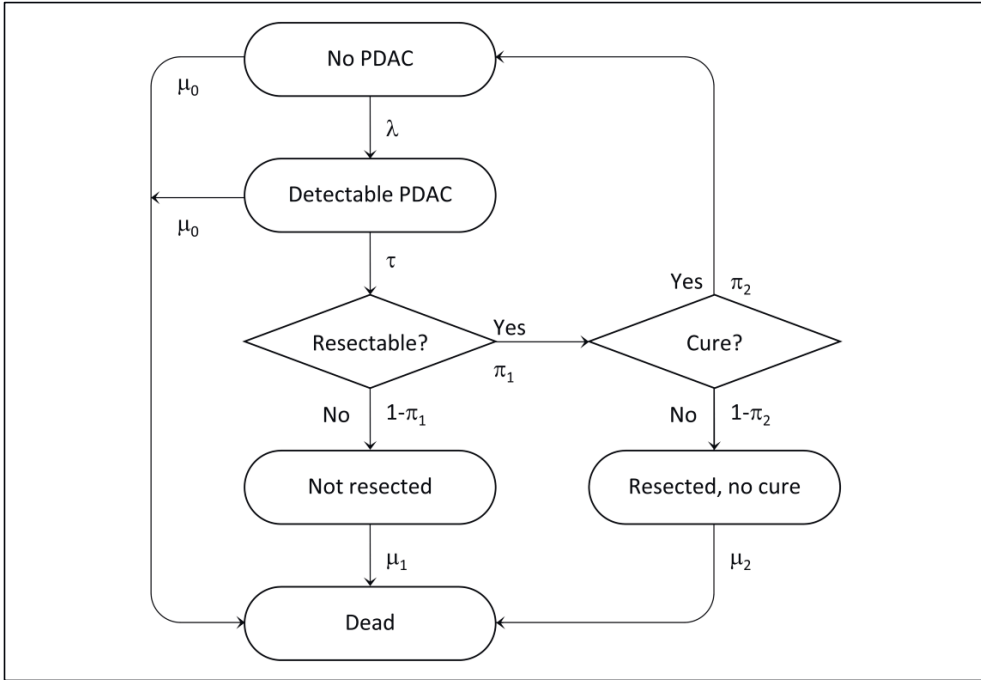 No PDAC
μ0
λ
Detectable PDAC
μ0
τ
Yes π2
Resectable?
Yes
π1
Cure?
No 1-π1
No 1-π2
Not resected
Resected, no cure
μ1
μ2
Dead